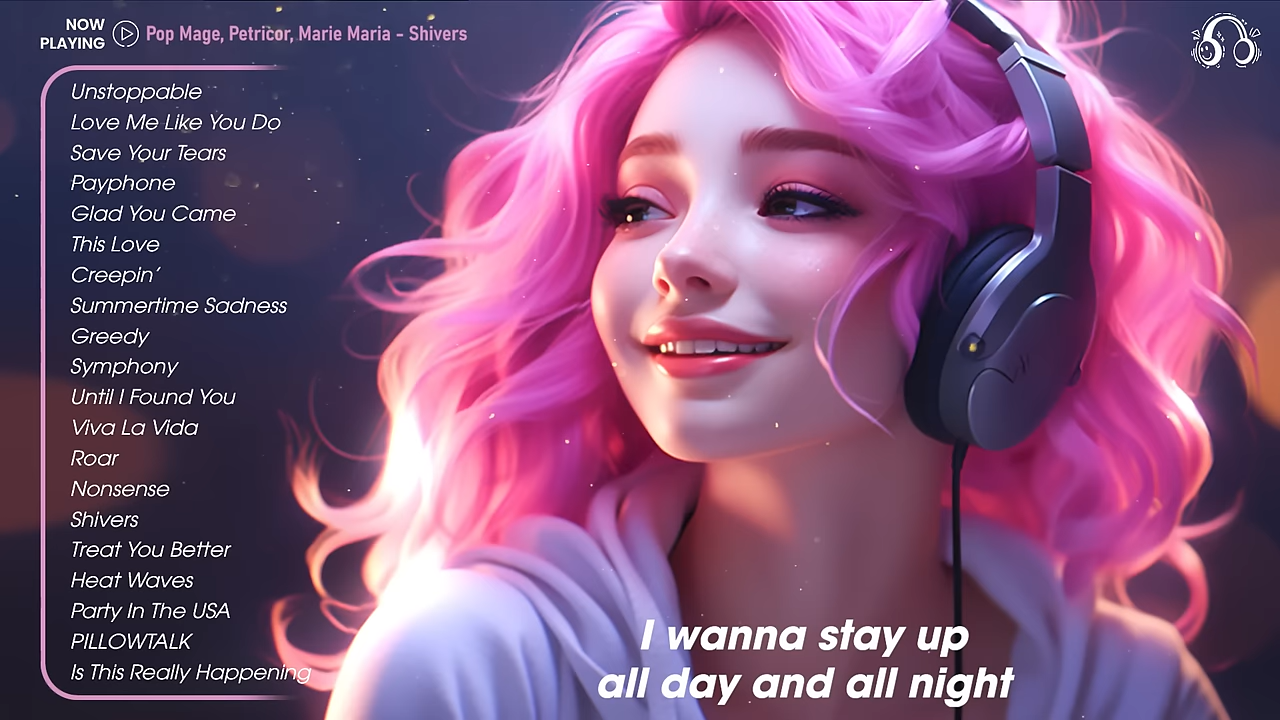 NOW
PLAYING
Pop Mage, Petricor, Marie Maria - Shivers
Unstoppable
Love Me Like You Do
Save Your Tears
Payphone
Glad You Came
This Love
Creepin'
Summertime Sadness
Greedy
Symphony
Until I Found You
Viva La Vida
Roar
Nonsense
Shivers
Treat You Better
Heat Waves
Party In The USA
PILLOWTALK
Is This Really Happening
I wanna stay up
all day and all night